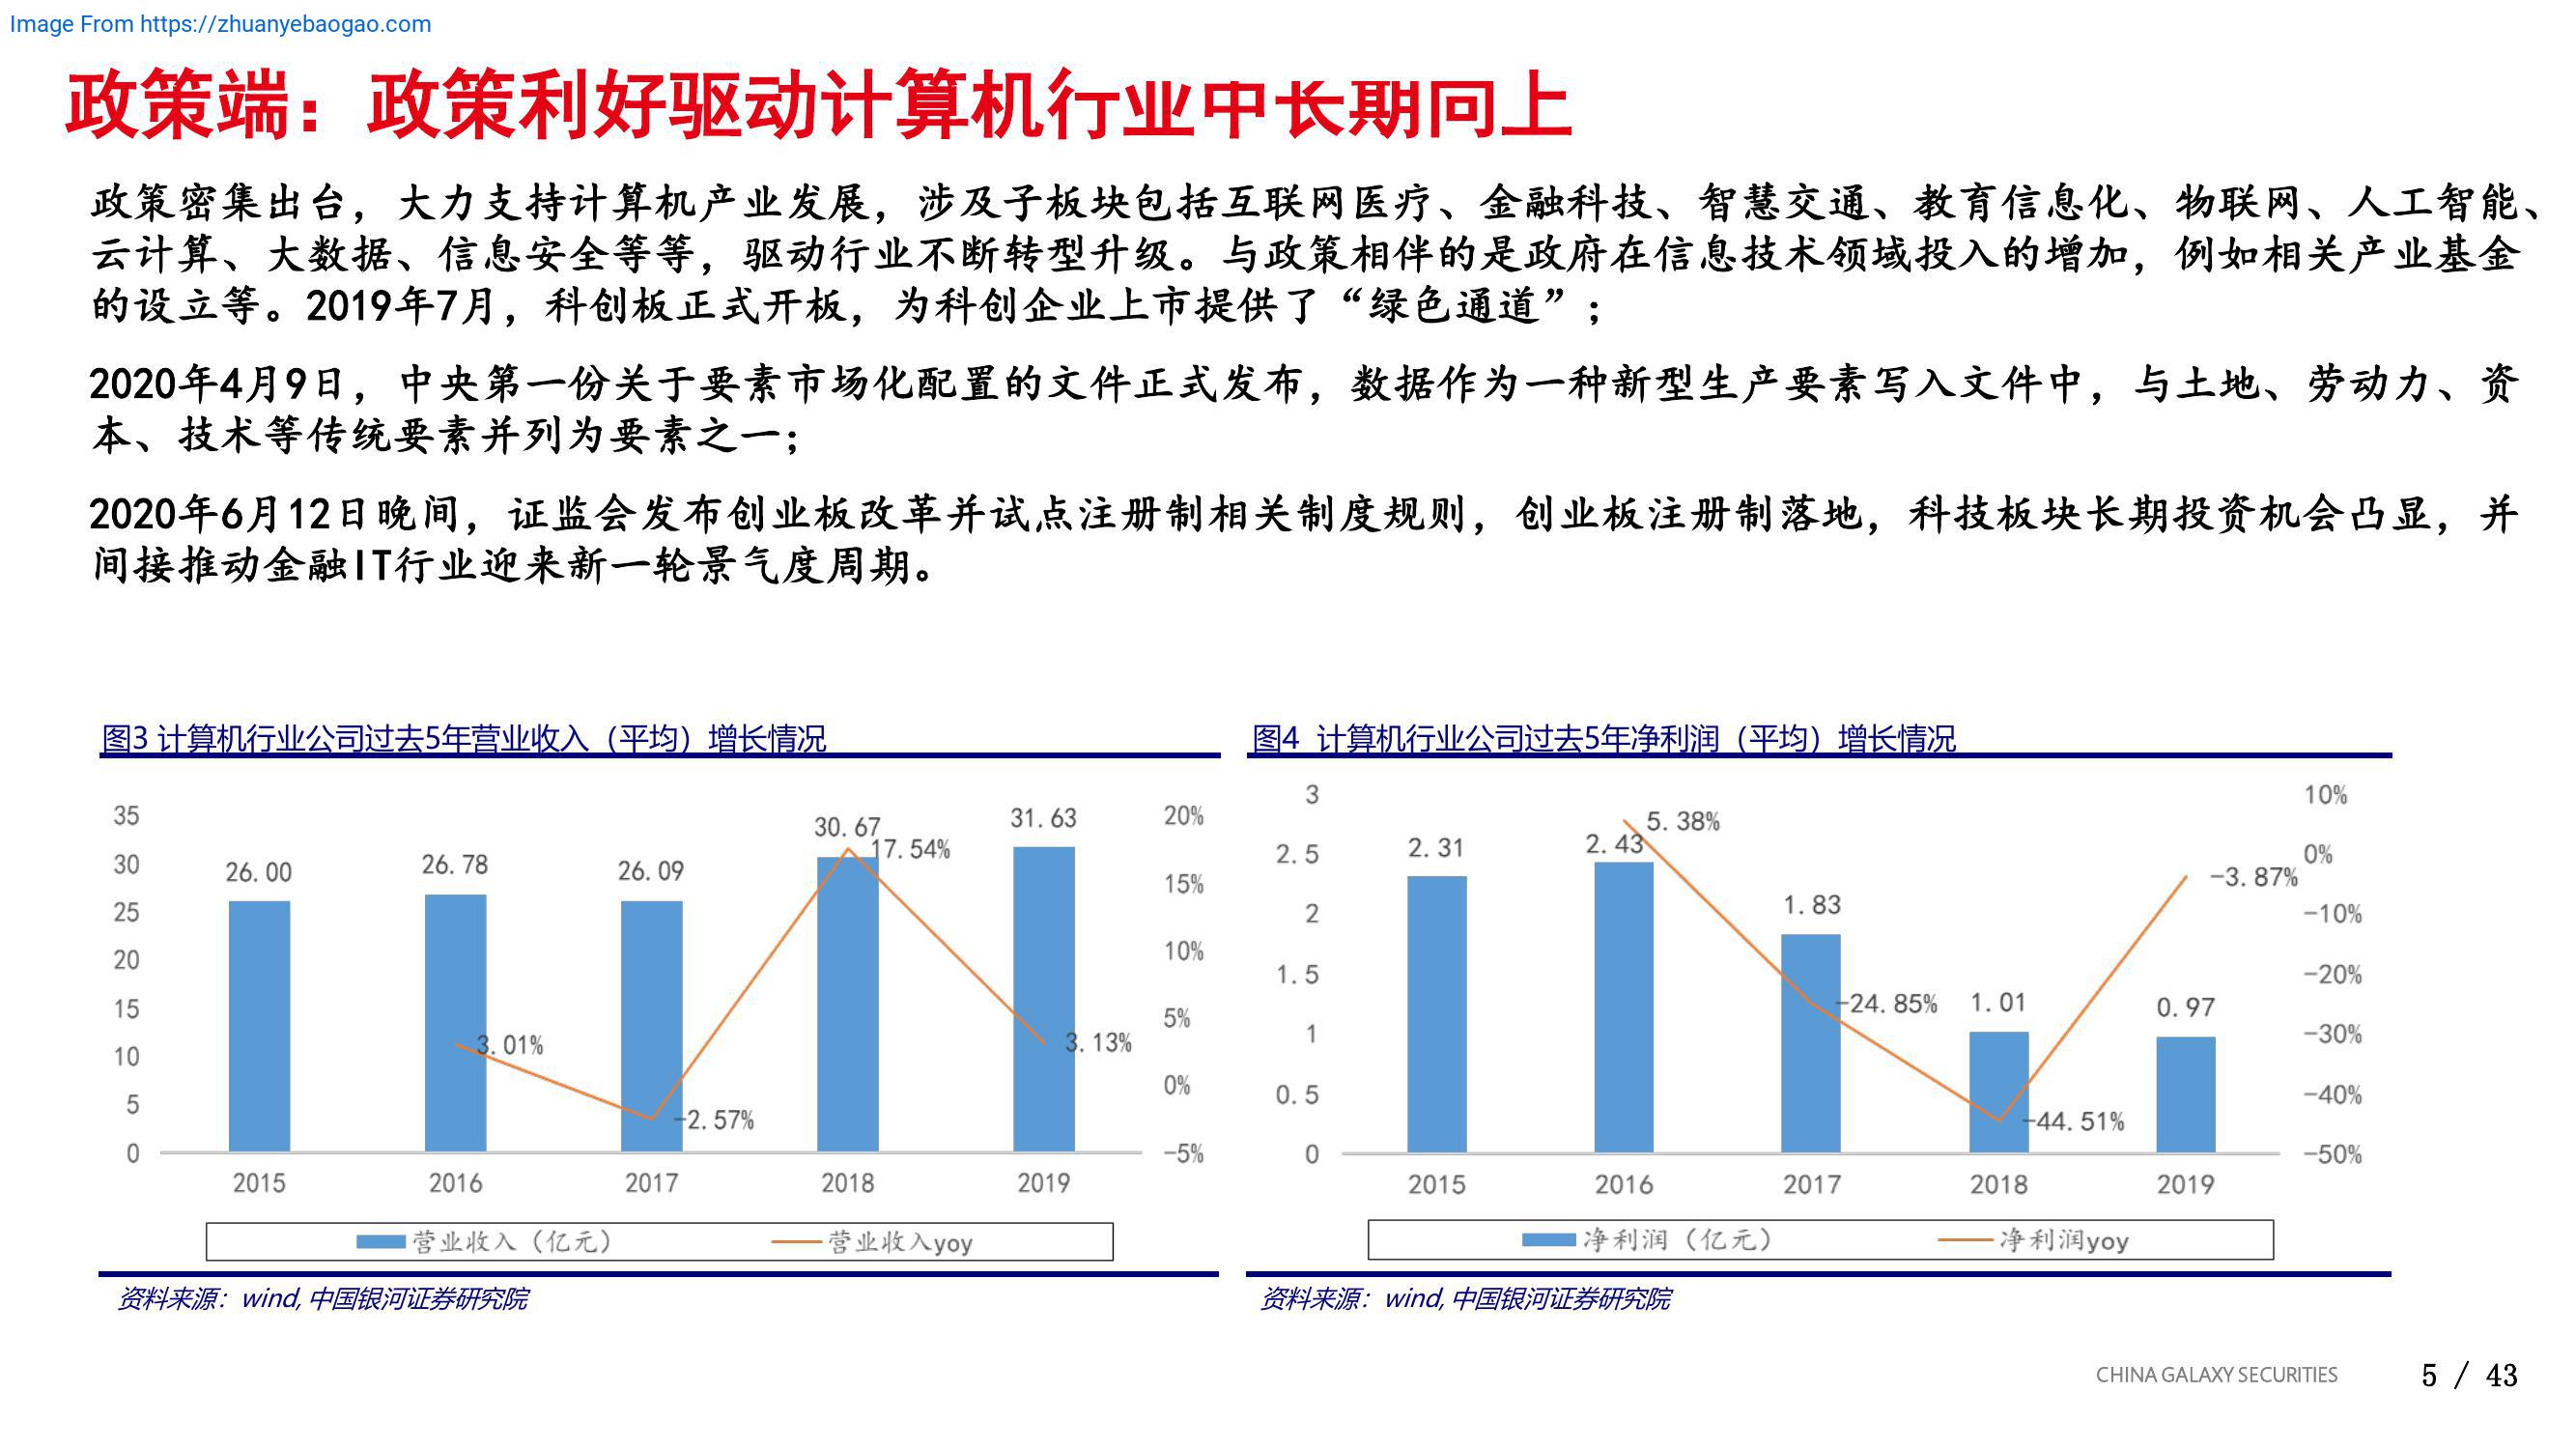 Image From https://zhuanyebaogao.com
政策端：政策利好驱动计算机行业中长期向上
政策密集出台，大力支持计算机产业发展，涉及子板块包括互联网医疗、金融科技、智慧交通、教育信息化、物联网、人工智能、
云计算、大数据、信息安全等等，驱动行业不断转型升级。与政策相伴的是政府在信息技术领域投入的增加，例如相关产业基金
的设立等。2019年7月，科创板正式开板，为科创企业上市提供了“绿色通道”；
2020年4月9日，中央第一份关于要素市场化配置的文件正式发布，数据作为一种新型生产要素写入文件中，与土地、劳动力、资
本、技术等传统要素并列为要素之一；
2020年6月12日晚间，证监会发布创业板改革并试点注册制相关制度规则，创业板注册制落地，科技板块长期投资机会凸显，并
间接推动金融IT行业迎来新一轮景气度周期。
图3 计算机行业公司过去5年营业收入（平均）增长情况
35
30
25
20
15
10
5
0
26.00
26.78
26.09
30.67
31.63
3.01%
-2.57%
17.54%
3.13%
20%
15%
10%
5%
0%
-5%
2015 2016 2017 2018 2019
营业收入（亿元） 营业收入yoy
资料来源：wind, 中国银河证券研究院
图4 计算机行业公司过去5年净利润（平均）增长情况
3
2.5
2
1.5
1
0.5
0
2.31
2.43
1.83
1.01
0.97
5.38%
-24.85%
-44.51%
-3.87%
10%
0%
-10%
-20%
-30%
-40%
-50%
2015 2016 2017 2018 2019
净利润（亿元） 净利润yoy
资料来源：wind, 中国银河证券研究院
CHINA GALAXY SECURITIES
5 / 43